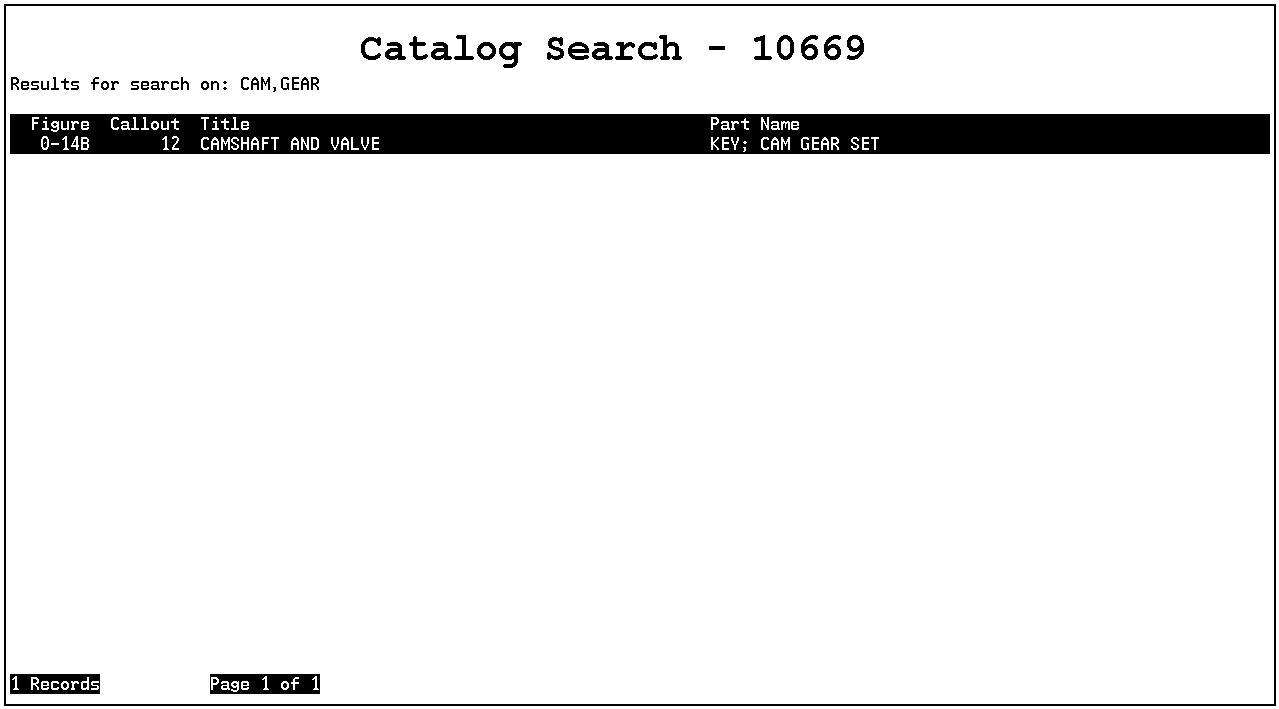 Catalog Search - 10669
Results for search on: CAM,GEAR
Figure Callout Title Part Name
0-14B 12 CAMSHAFT AND VALVE KEY; CAM GEAR SET
1 Records Page 1 of 1